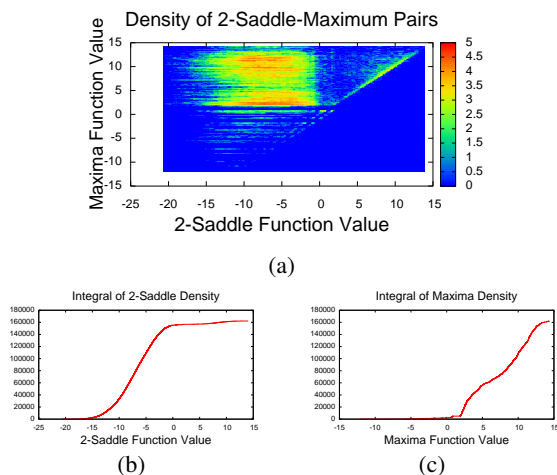 Density of 2-Saddle-Maximum Pairs
Maxima Function Value
15
10
5
0
-5
-10
-15
-25 -20 -15 -10 -5 0 5 10 15
2-Saddle Function Value
5
4.5
4
3.5
3
2.5
2
1.5
1
0.5
0
(a)
Integral of 2-Saddle Density
180000
160000
140000
120000
100000
80000
60000
40000
20000
0
-25 -20 -15 -10 -5 0 5 10 15
2-Saddle Function Value
(b)
Integral of Maxima Density
180000
160000
140000
120000
100000
80000
60000
40000
20000
0
-15 -10 -5 0 5 10 15
Maxima Function Value
(c)